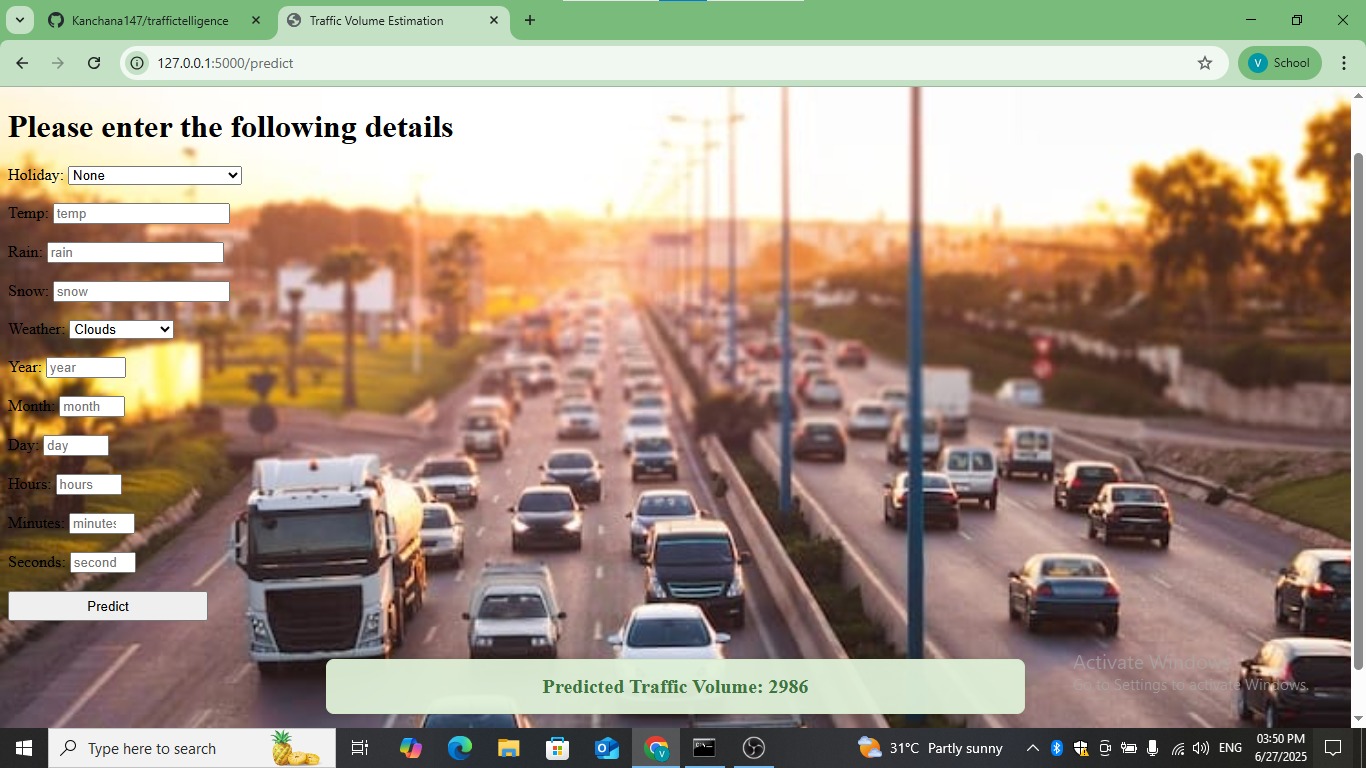 Kanchana147/traffictelligence
Traffic Volume Estimation
127.0.0.1:5000/predict
V School
Please enter the following details
Holiday: None
Temp: temp
Rain: rain
Snow: snow
Weather: Clouds
Year: year
Month: month
Day: day
Hours: hours
Minutes: minutes
Seconds: second
Predict
Activate Windows
Go to Settings to activate Windows.
Predicted Traffic Volume: 2986
Type here to search
31°C Partly sunny
ENG
03:50 PM
6/27/2025